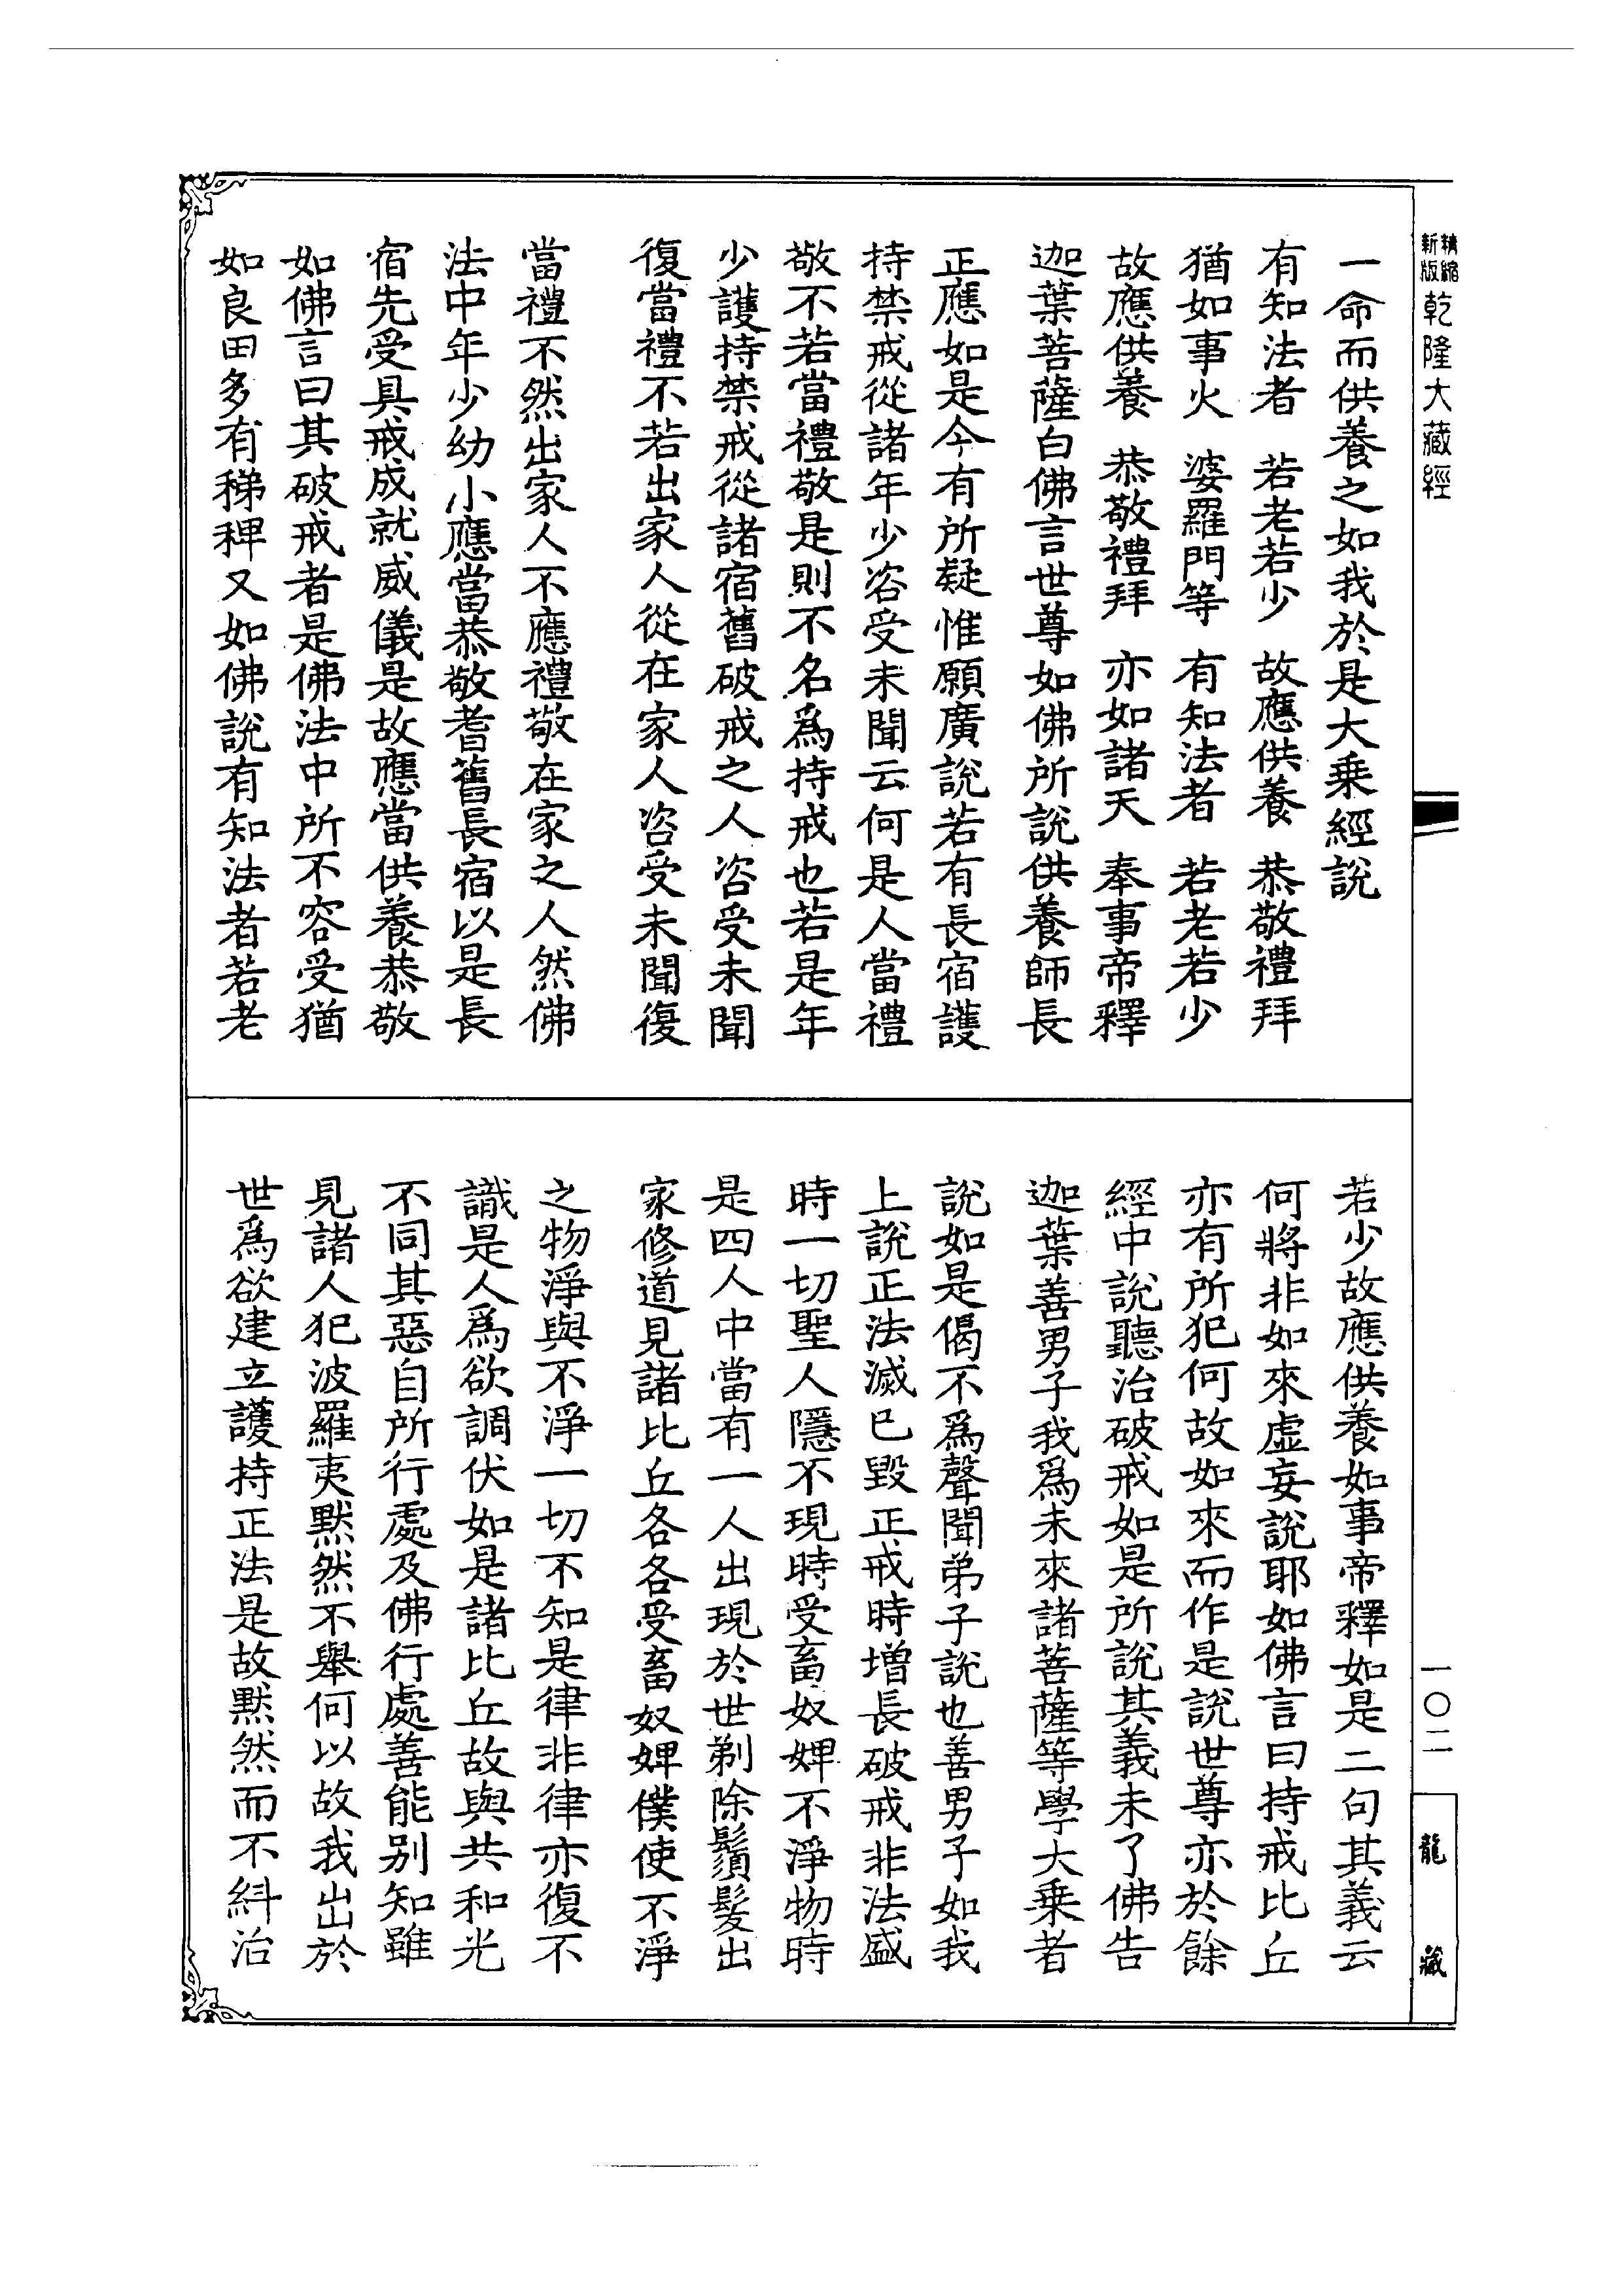 精縮
新版
乾隆大藏經
一命而供養之如我於是大乘經說
有知法者　若老若少　故應供養　恭敬禮拜
猶如事火　婆羅門等　有知法者　若老若少
故應供養　恭敬禮拜　亦如諸天　奉事帝釋
迦葉菩薩白佛言世尊如佛所說供養師長
正應如是今有所疑惟願廣說若有長宿護
持禁戒從諸年少咨受未聞云何是人當禮
敬不若當禮敬是則不名為持戒也若是年
少護持禁戒從諸宿舊破戒之人咨受未聞
復當禮不若出家人從在家人咨受未聞復
當禮不然出家人不應禮敬在家之人然佛
法中年少幼小應當恭敬耆舊長宿以是長
宿先受具戒成就威儀是故應當供養恭敬
如佛言曰其破戒者是佛法中所不容受猶
如良田多有稊稗又如佛說有知法者若老
若少故應供養如事帝釋如是二句其義云
何將非如來虛妄說耶如佛言曰持戒比丘
亦有所犯何故如來而作是說世尊亦於餘
經中說聽治破戒如是所說其義未了佛告
迦葉善男子我為未來諸菩薩等學大乘者
說如是偈不為聲聞弟子說也善男子如我
上說正法滅已毀正戒時增長破戒非法盛
時一切聖人隱不現時受畜奴婢不淨物時
是四人中當有一人出現於世剃除鬚髮出
家修道見諸比丘各各受畜奴婢僕使不淨
之物淨與不淨一切不知是律非律亦復不
識是人為欲調伏如是諸比丘故與共和光
不同其惡自所行處及佛行處善能別知雖
見諸人犯波羅夷默然不舉何以故我出於
世為欲建立護持正法是故默然而不糾治
一〇二
龍藏